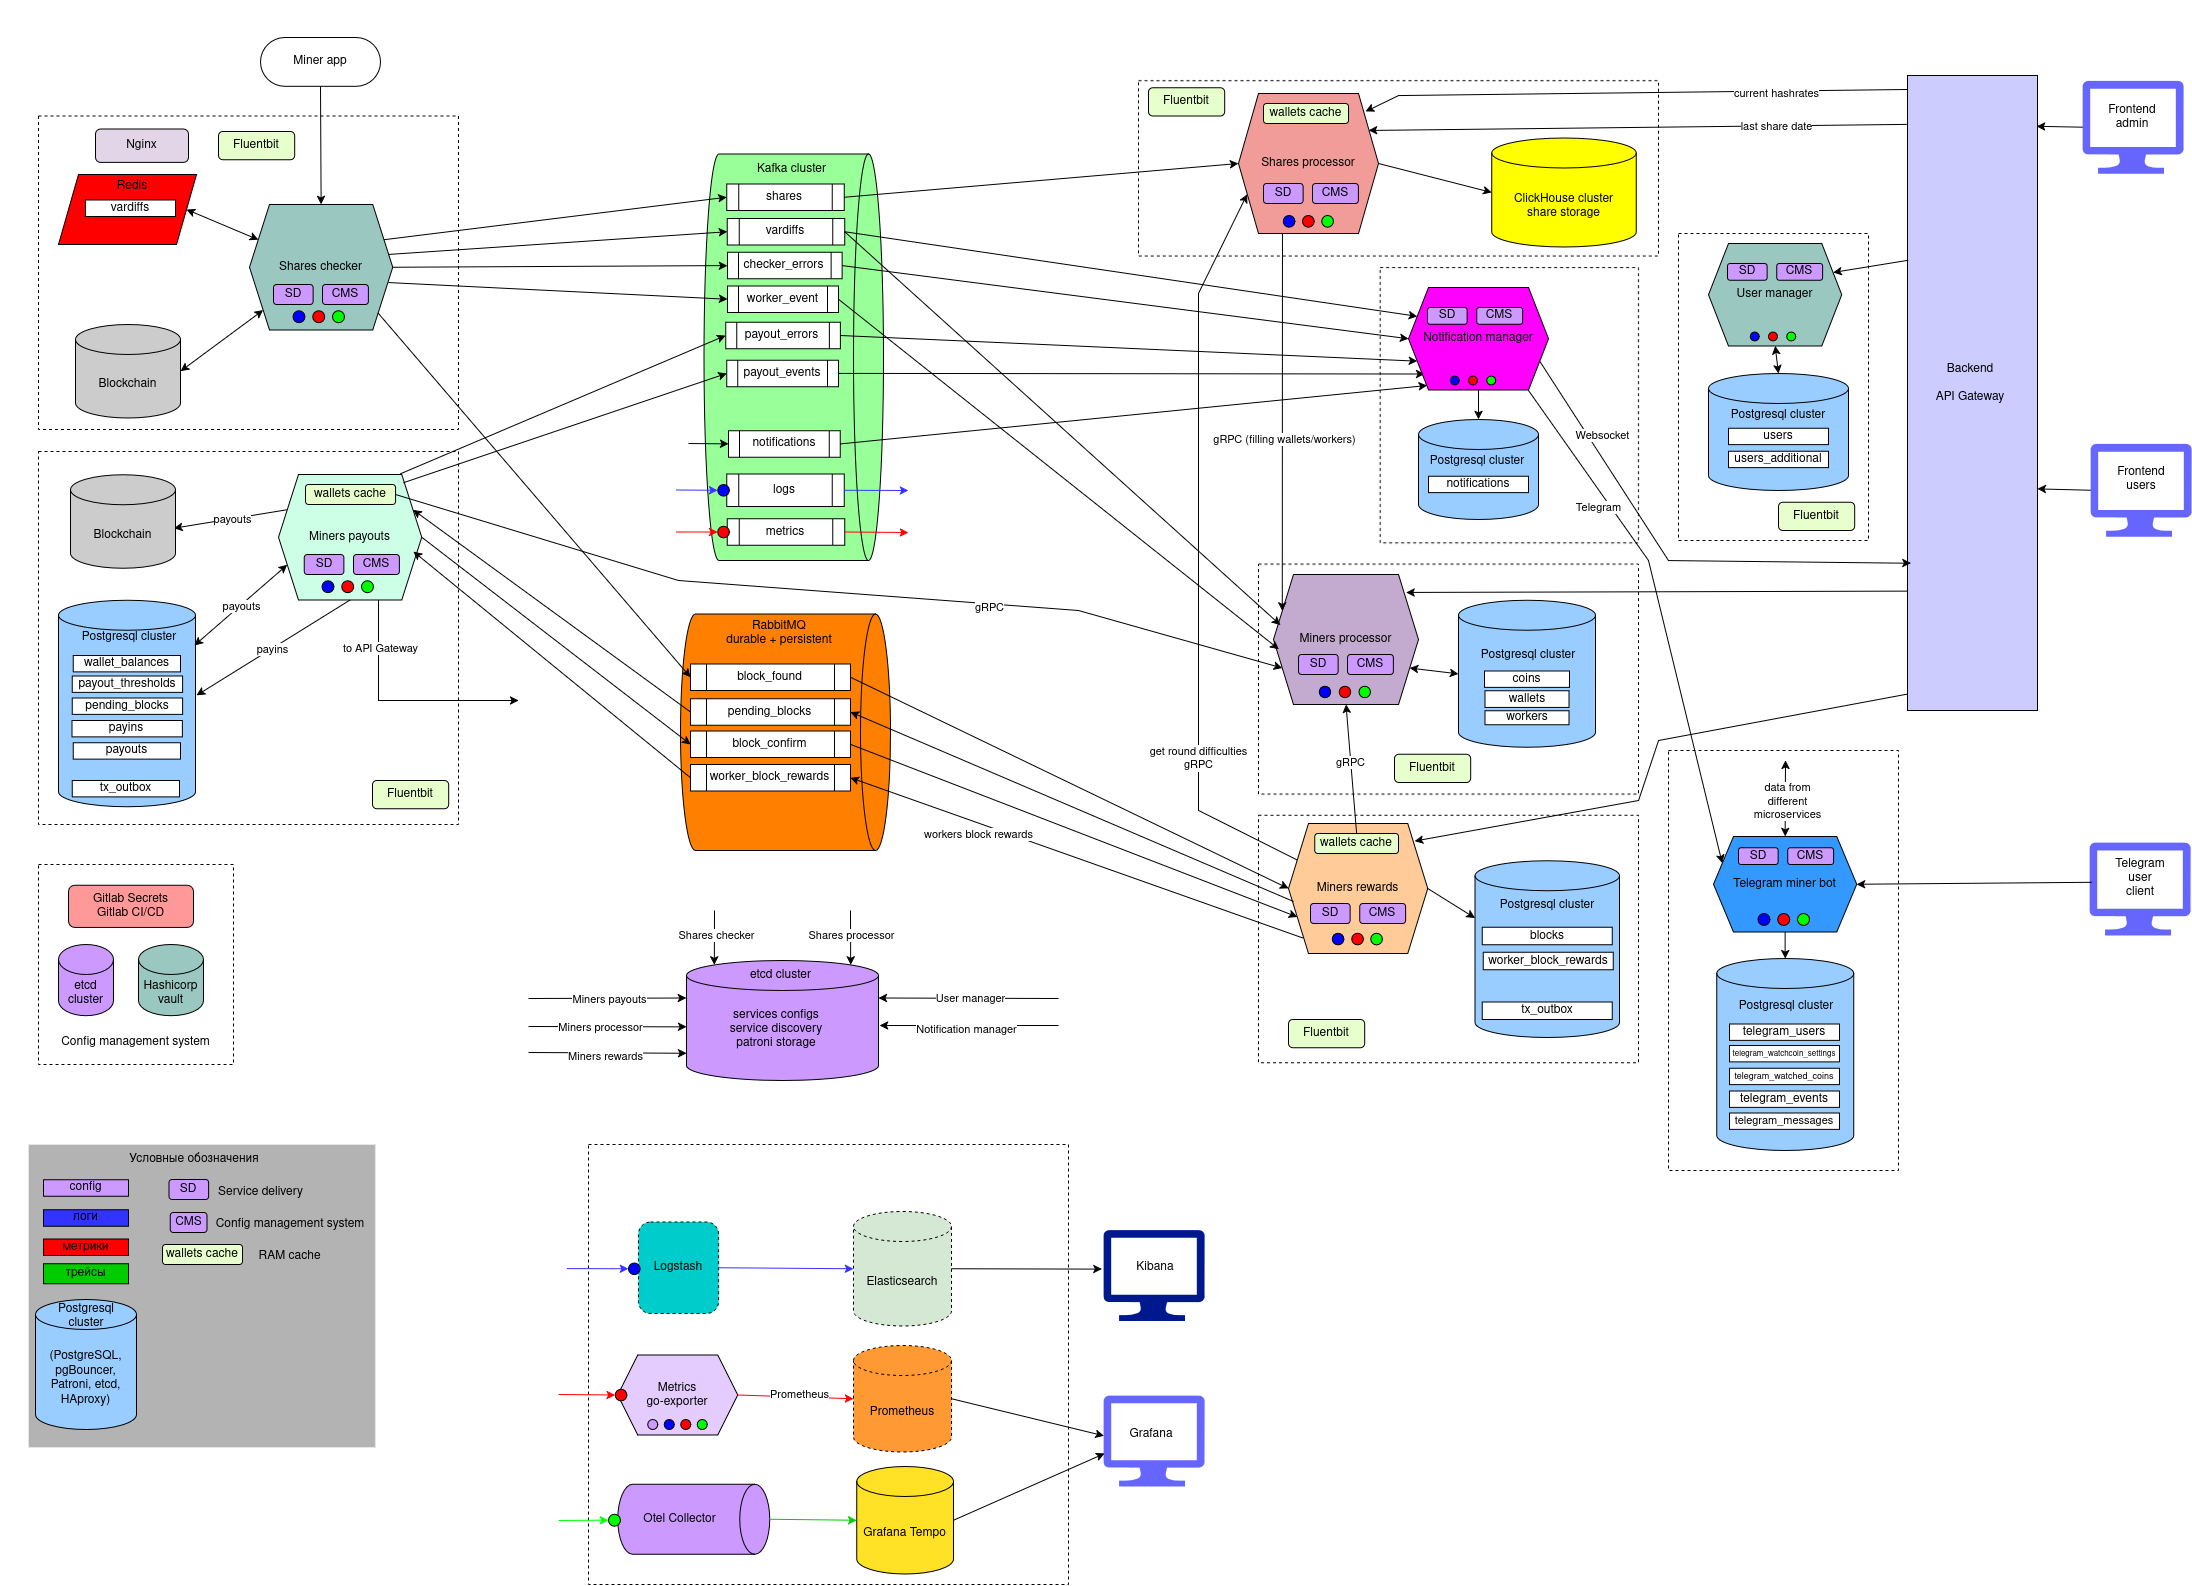 Miner app
Nginx
Fluentbit
Redis
vardiffs
Shares checker
SD
CMS
Blockchain
Kafka cluster
shares
vardiffs
checker_errors
worker_event
payout_errors
payout_events
notifications
logs
metrics
Fluentbit
wallets cache
Shares processor
SD
CMS
ClickHouse cluster
share storage
current hashrates
last share date
Backend
API Gateway
Frontend
admin
Frontend
users
SD
CMS
User manager
Postgresql cluster
users
users_additional
Fluentbit
SD
CMS
Notification manager
Postgresql cluster
notifications
Websocket
Telegram
gRPC (filling wallets/workers)
Blockchain
payouts
wallets cache
Miners payouts
SD
CMS
payouts
payins
to API Gateway
Postgresql cluster
wallet_balances
payout_thresholds
pending_blocks
payins
payouts
tx_outbox
Fluentbit
gRPC
RabbitMQ
durable + persistent
block_found
pending_blocks
block_confirm
worker_block_rewards
workers block rewards
Miners processor
SD
CMS
Postgresql cluster
coins
wallets
workers
Fluentbit
get round difficulties
gRPC
gRPC
wallets cache
Miners rewards
SD
CMS
Postgresql cluster
blocks
worker_block_rewards
tx_outbox
Fluentbit
data from
different
microservices
SD
CMS
Telegram miner bot
Telegram
user
client
Postgresql cluster
telegram_users
telegram_watchcoin_settings
telegram_watched_coins
telegram_events
telegram_messages
Gitlab Secrets
Gitlab CI/CD
etcd
cluster
Hashicorp
vault
Config management system
Shares checker
Shares processor
etcd cluster
services configs
service discovery
patroni storage
Miners payouts
Miners processor
Miners rewards
User manager
Notification manager
Условные обозначения
config
логи
метрики
трейсы
SD
Service delivery
CMS
Config management system
wallets cache
RAM cache
Postgresql
cluster
(PostgreSQL,
pgBouncer,
Patroni, etcd,
HAproxy)
Logstash
Elasticsearch
Kibana
Metrics
go-exporter
Prometheus
Prometheus
Grafana
Otel Collector
Grafana Tempo